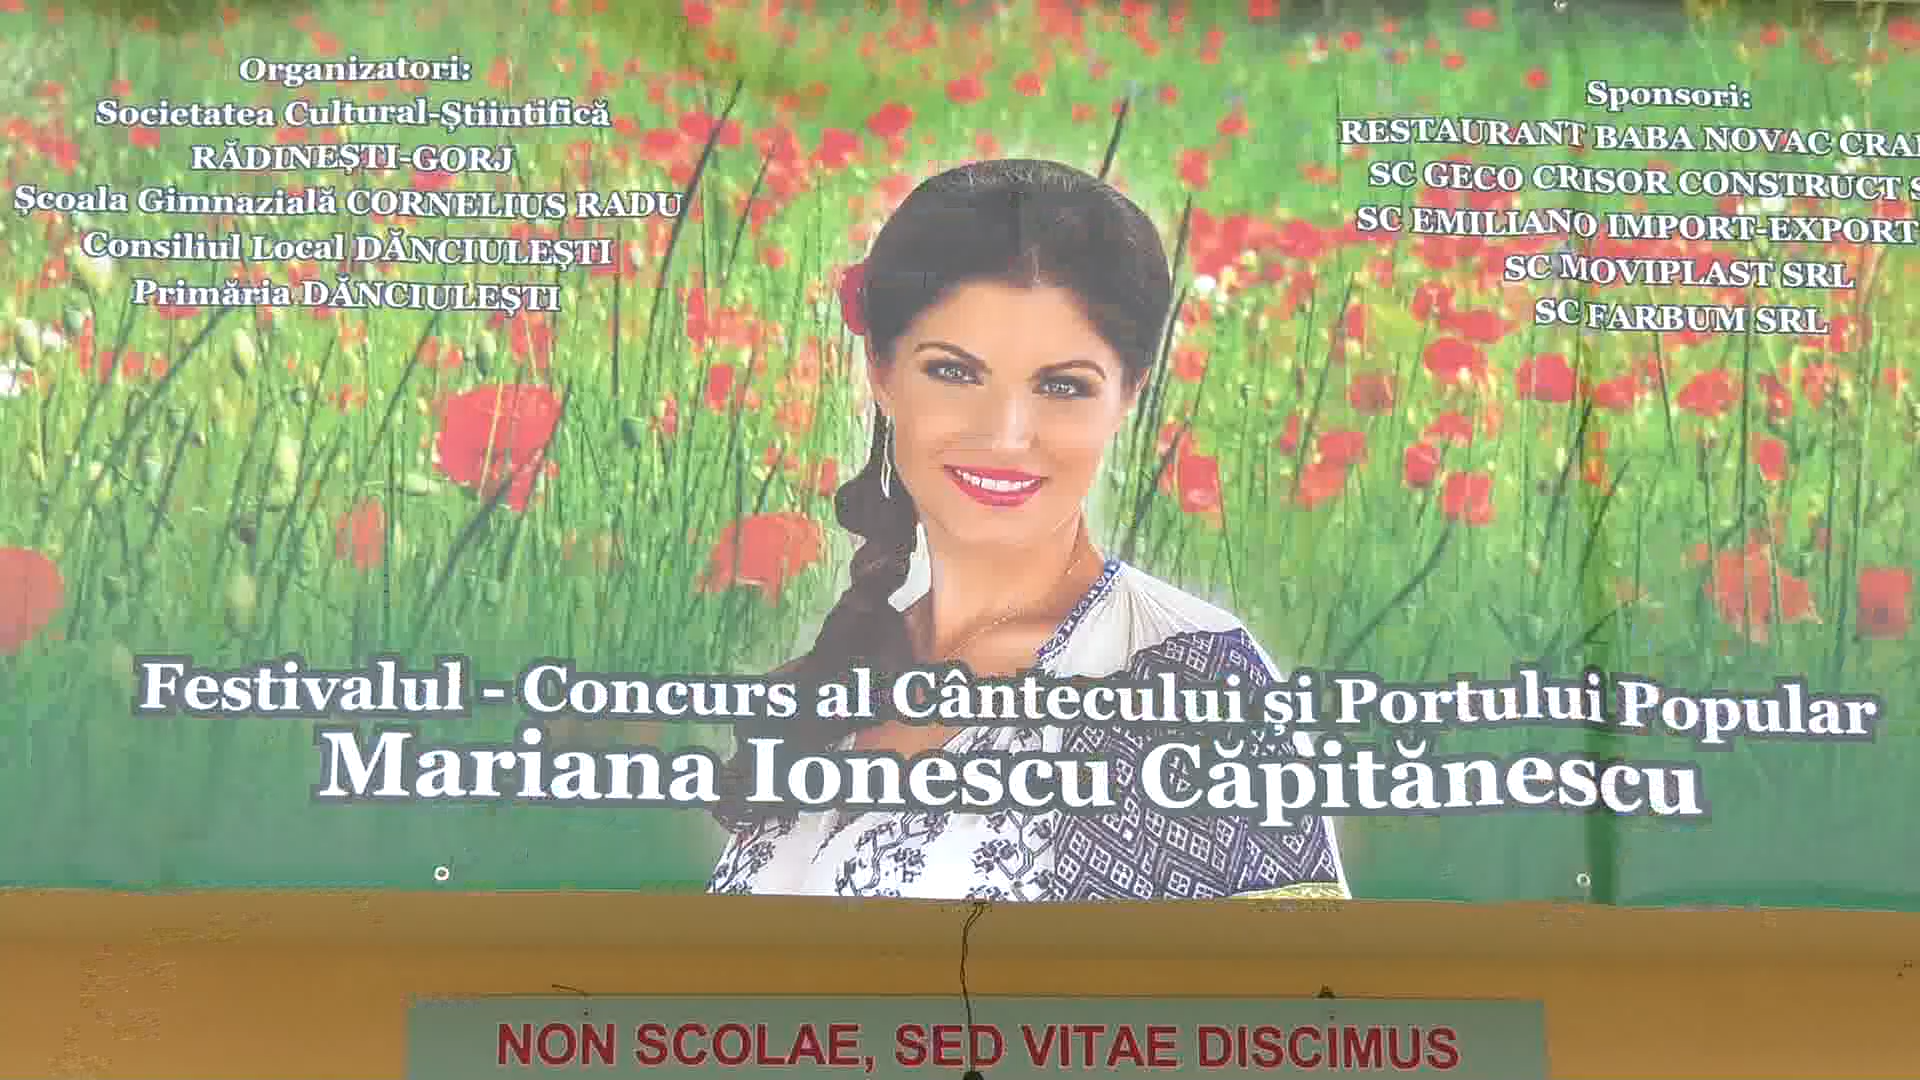 Organizatori:
Societatea Cultural-Științifică
RĂDINEȘTI-GORJ
Școala Gimnazială CORNELIUS RADU
Consiliul Local DĂNCIULEȘTI
Primăria DĂNCIULEȘTI
Sponsori:
RESTAURANT BABA NOVAC
SC GECO CRISOR CONSTRUCT
SC EMILIANO IMPORT-EXPORT
SC MOVIPLAST SRL
SC FARBUM SRL
Festivalul - Concurs al Cântecului și Portului Popular
Mariana Ionescu Căpitănescu
NON SCOLAE, SED VITAE DISCIMUS